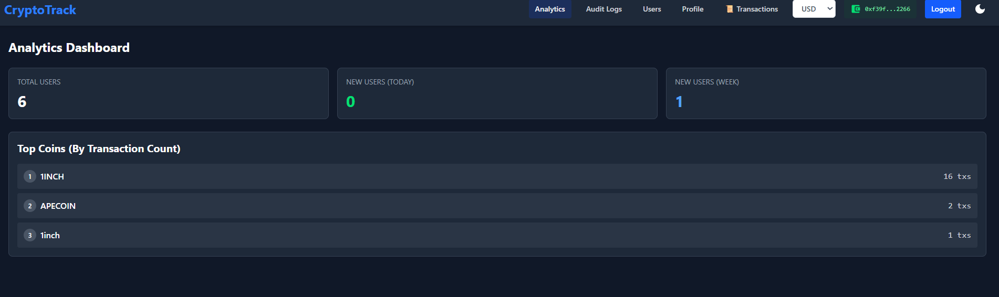 CryptoTrack Analytics Audit Logs Users Profile 📜 Transactions USD 0xf39f...2266 Logout
Analytics Dashboard
TOTAL USERS NEW USERS (TODAY) NEW USERS (WEEK)
6 0 1
Top Coins (By Transaction Count)
1 1INCH 16 txs
2 APECOIN 2 txs
3 1inch 1 txs